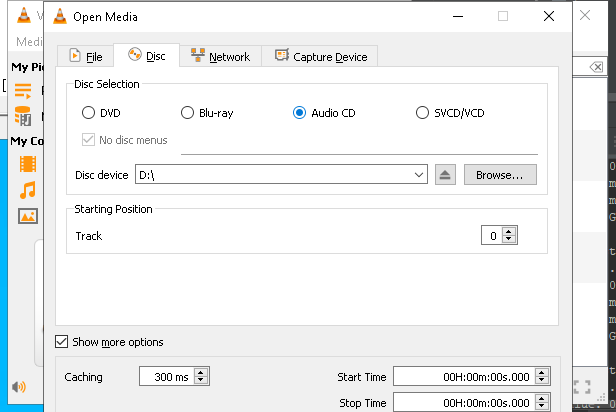 Open Media
Medi
File
Disc
Network
Capture Device
My Pi
Disc Selection
DVD
Blu-ray
Audio CD
SVCD/VCD
No disc menus
My Co
Disc device
D:\
Browse...
Starting Position
Track
0
Show more options
Caching
300 ms
Start Time
00H:00m:00s.000
Stop Time
00H:00m:00s.000